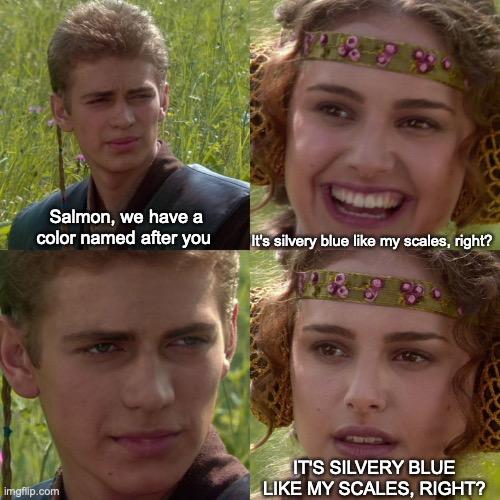 Salmon, we have a
color named after you
It's silvery blue like my scales, right?
IT'S SILVERY BLUE
LIKE MY SCALES, RIGHT?
imgflip.com